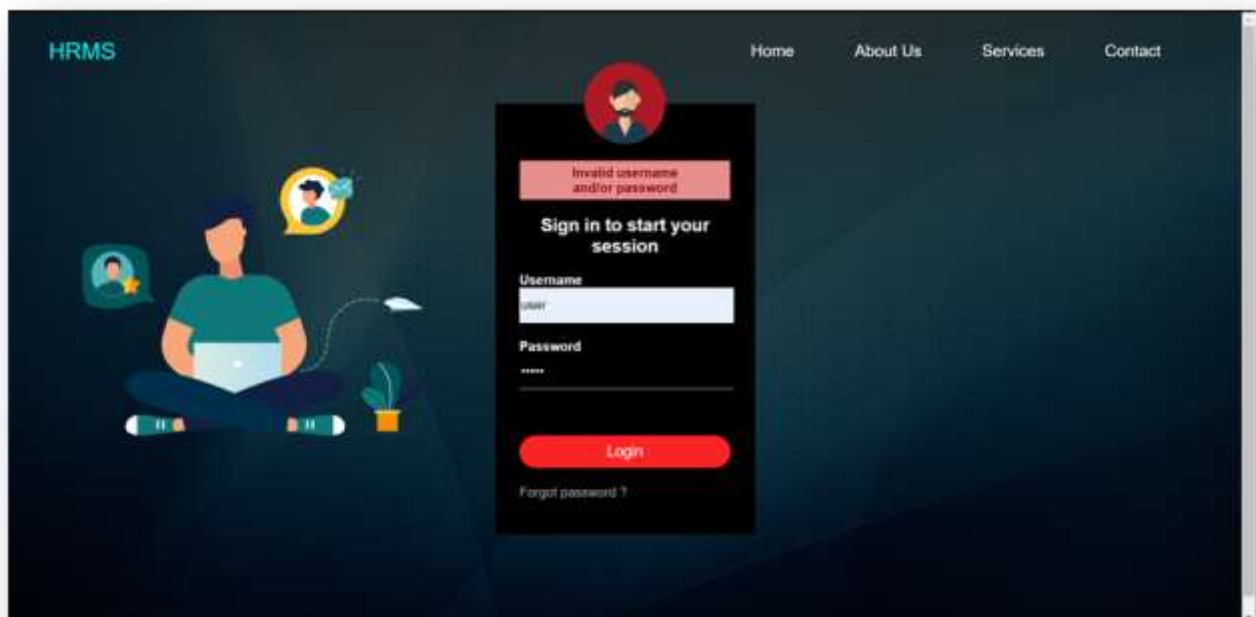 HRMS
Home
About Us
Services
Contact
Invalid username
and/or password
Sign in to start your
session
Username
user
Password
•••••
Login
Forgot password ?